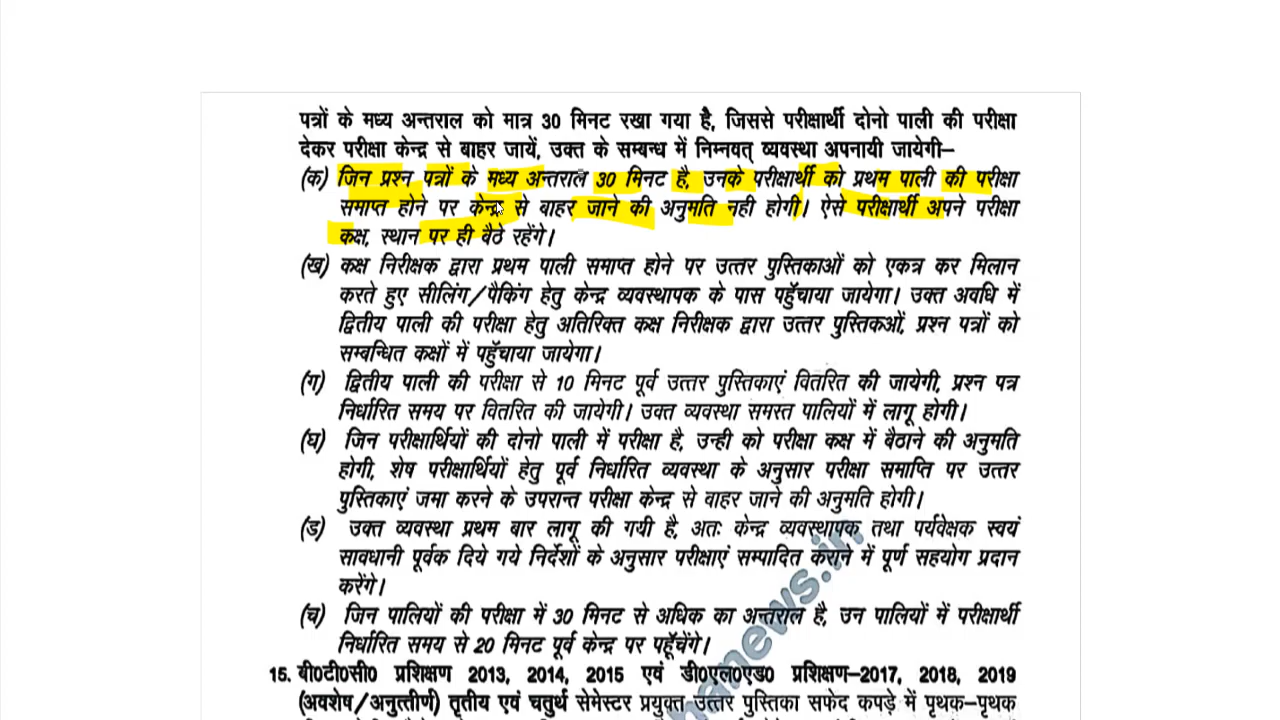 पत्रों के मध्य अन्तराल को मात्र 30 मिनट रखा गया है, जिससे परीक्षार्थी दोनो पाली की परीक्षा
देकर परीक्षा केन्द्र से बाहर जायें, उक्त के सम्बन्ध में निम्नवत् व्यवस्था अपनायी जायेगी–
(क) जिन प्रश्न पत्रों के मध्य अन्तराल 30 मिनट है, उनके परीक्षार्थी को प्रथम पाली की परीक्षा
समाप्त होने पर केन्द्र से बाहर जाने की अनुमति नही होगी। ऐसे परीक्षार्थी अपने परीक्षा
कक्ष, स्थान पर ही बैठे रहेंगे।
(ख) कक्ष निरीक्षक द्वारा प्रथम पाली समाप्त होने पर उत्तर पुस्तिकाओं को एकत्र कर मिलान
करते हुए सीलिंग/पैकिंग हेतु केन्द्र व्यवस्थापक के पास पहुँचाया जायेगा। उक्त अवधि में
द्वितीय पाली की परीक्षा हेतु अतिरिक्त कक्ष निरीक्षक द्वारा उत्तर पुस्तिकओं, प्रश्न पत्रों को
सम्बन्धित कक्षों में पहुँचाया जायेगा।
(ग) द्वितीय पाली की परीक्षा से 10 मिनट पूर्व उत्तर पुस्तिकाएं वितरित की जायेगी, प्रश्न पत्र
निर्धारित समय पर वितरित की जायेगी। उक्त व्यवस्था समस्त पालियों में लागू होगी।
(घ) जिन परीक्षार्थियों की दोनो पाली में परीक्षा है, उन्ही को परीक्षा कक्ष में बैठाने की अनुमति
होगी, शेष परीक्षार्थियों हेतु पूर्व निर्धारित व्यवस्था के अनुसार परीक्षा समाप्ति पर उत्तर
पुस्तिकाएं जमा करने के उपरान्त परीक्षा केन्द्र से बाहर जाने की अनुमति होगी।
(ड) उक्त व्यवस्था प्रथम बार लागू की गयी है, अतः केन्द्र व्यवस्थापक तथा पर्यवेक्षक स्वयं
सावधानी पूर्वक दिये गये निर्देशों के अनुसार परीक्षाएं सम्पादित कराने में पूर्ण सहयोग प्रदान
करेंगे।
(च) जिन पालियों की परीक्षा में 30 मिनट से अधिक का अन्तराल है, उन पालियों में परीक्षार्थी
निर्धारित समय से 20 मिनट पूर्व केन्द्र पर पहूँचेंगे।
15. बी0टी0सी0 प्रशिक्षण 2013, 2014, 2015 एवं डी0एल0एड0 प्रशिक्षण–2017, 2018, 2019
(अवशेष/अनुत्तीर्ण) तृतीय एवं चतुर्थ सेमेस्टर प्रयुक्त उत्तर पुस्तिका सफेद कपड़े में पृथक-पृथक